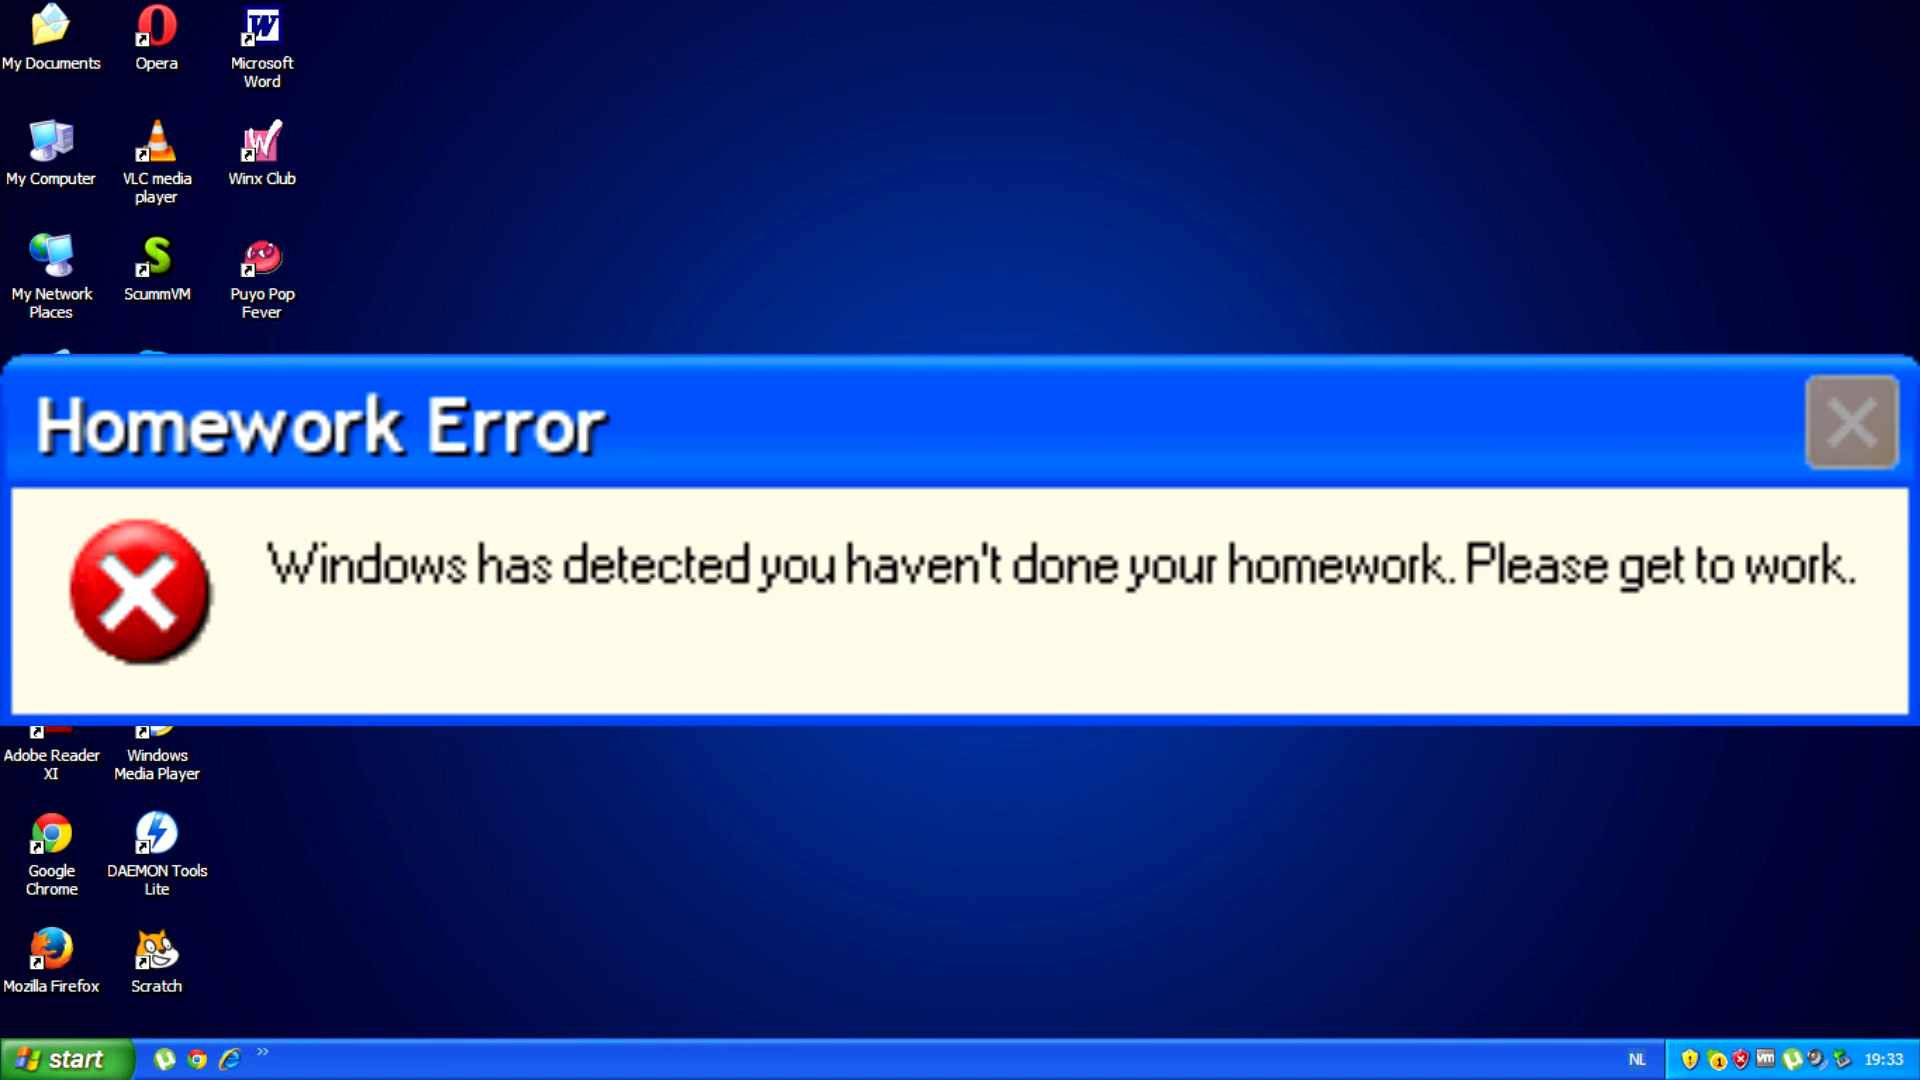 My Documents
Opera
Microsoft
Word
My Computer
VLC media
player
Winx Club
My Network
Places
ScummVM
Puyo Pop
Fever
Homework Error
Windows has detected you haven't done your homework. Please get to work.
Adobe Reader
XI
Windows
Media Player
Google
Chrome
DAEMON Tools
Lite
Mozilla Firefox
Scratch
start
NL
19:33